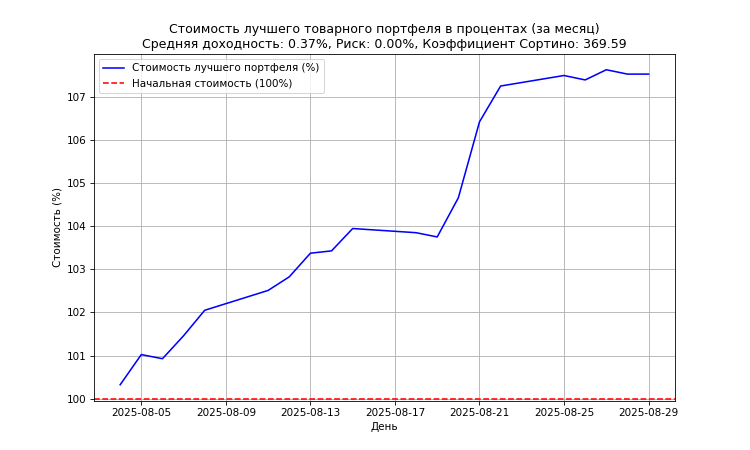 Стоимость лучшего товарного портфеля в процентах (за месяц)
Средняя доходность: 0.37%, Риск: 0.00%, Коэффициент Сортино: 369.59
Стоимость лучшего портфеля (%)
Начальная стоимость (100%)
Стоимость (%)
107
106
105
104
103
102
101
100
2025-08-05 2025-08-09 2025-08-13 2025-08-17 2025-08-21 2025-08-25 2025-08-29
День